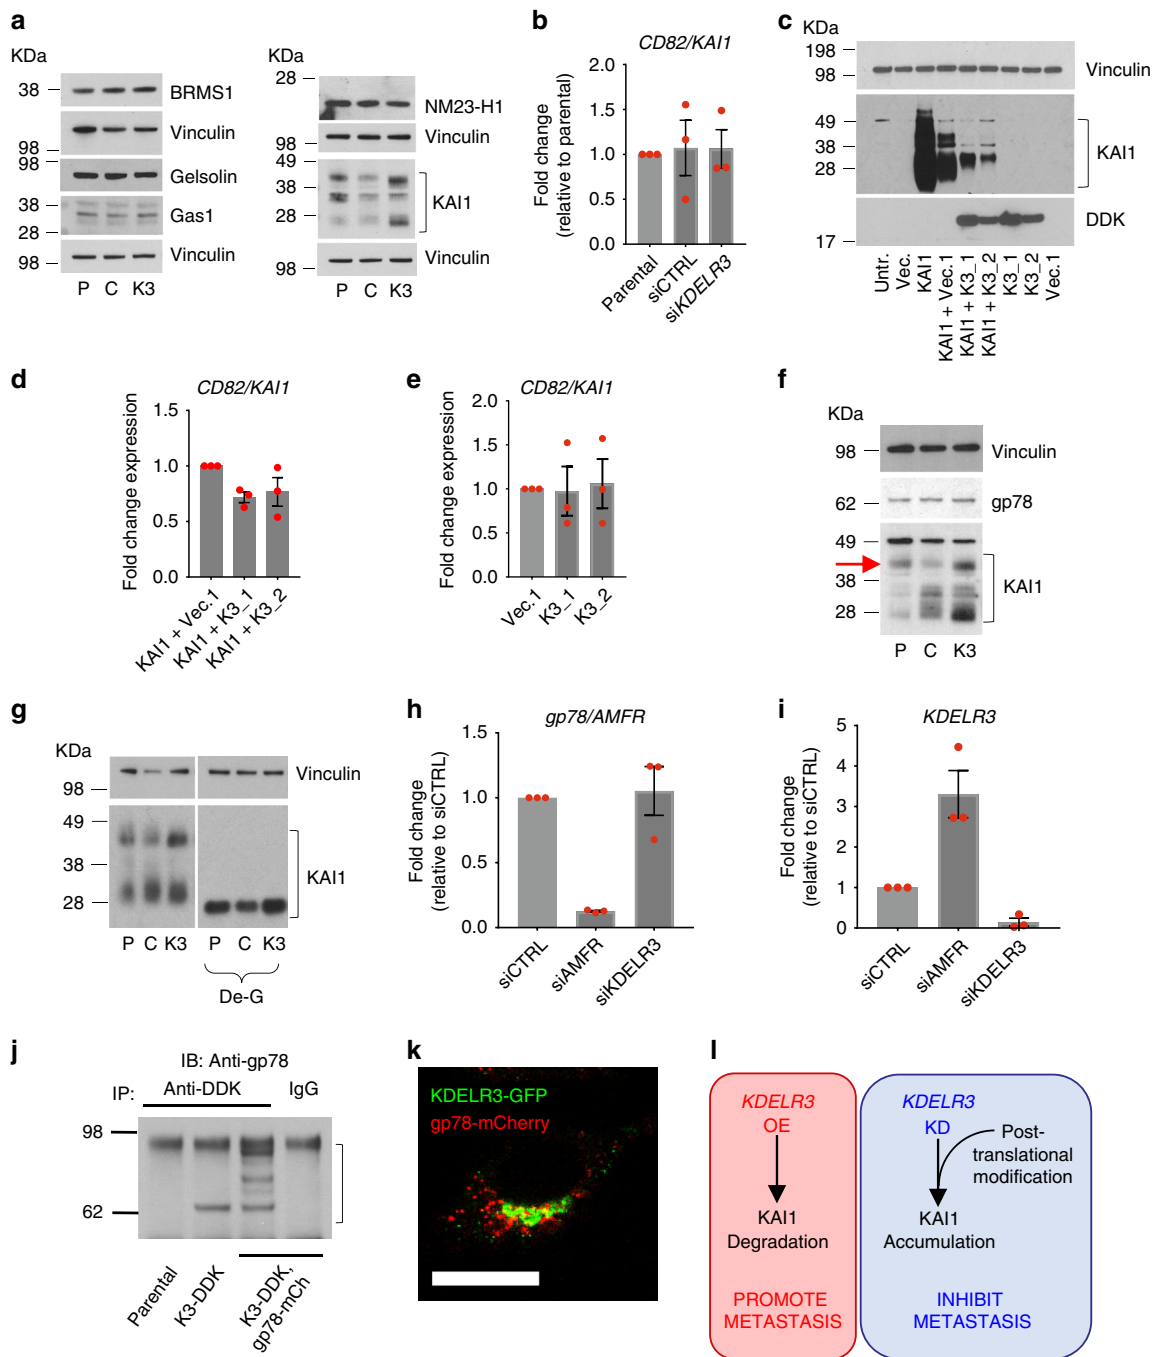 a
KDa
38
BRMS1
Vinculin
98
98
Gelsolin
38
Gas1
28
98
Vinculin
P C K3
KDa
28
NM23-H1
98
Vinculin
49
38
KAI1
28
98
Vinculin
P C K3
b
CD82/KAI1
Fold change
(relative to parental)
2.0
1.5
1.0
0.5
0.0
Parental
siCTRL
siKDELR3
c
KDa
198
98
Vinculin
49
38
28
KAI1
DDK
17
Untr.
Vec.
KAI1
KAI1 + Vec.1
KAI1 + K3_1
KAI1 + K3_2
K3_1
K3_2
Vec.1
d
CD82/KAI1
Fold change expression
1.5
1.0
0.5
0.0
KAI1 + Vec.1
KAI1 + K3_1
KAI1 + K3_2
e
CD82/KAI1
Fold change expression
2.0
1.5
1.0
0.5
0.0
Vec.1
K3_1
K3_2
f
KDa
98
Vinculin
62
gp78
49
38
KAI1
28
P C K3
g
KDa
98
Vinculin
49
38
KAI1
28
P C K3 P C K3
De-G
h
gp78/AMFR
Fold change
(relative to siCTRL)
1.5
1.0
0.5
0.0
siCTRL
siAMFR
siKDELR3
i
KDELR3
Fold change
(relative to siCTRL)
5
4
3
2
1
0
siCTRL
siAMFR
siKDELR3
j
IB: Anti-gp78
IP: Anti-DDK IgG
98
62
Parental
K3-DDK
K3-DDK,
gp78-mCh
k
KDELR3-GFP
gp78-mCherry
l
KDELR3
OE
KAI1
Degradation
PROMOTE
METASTASIS
KDELR3
KD
Post-
translational
modification
KAI1
Accumulation
INHIBIT
METASTASIS